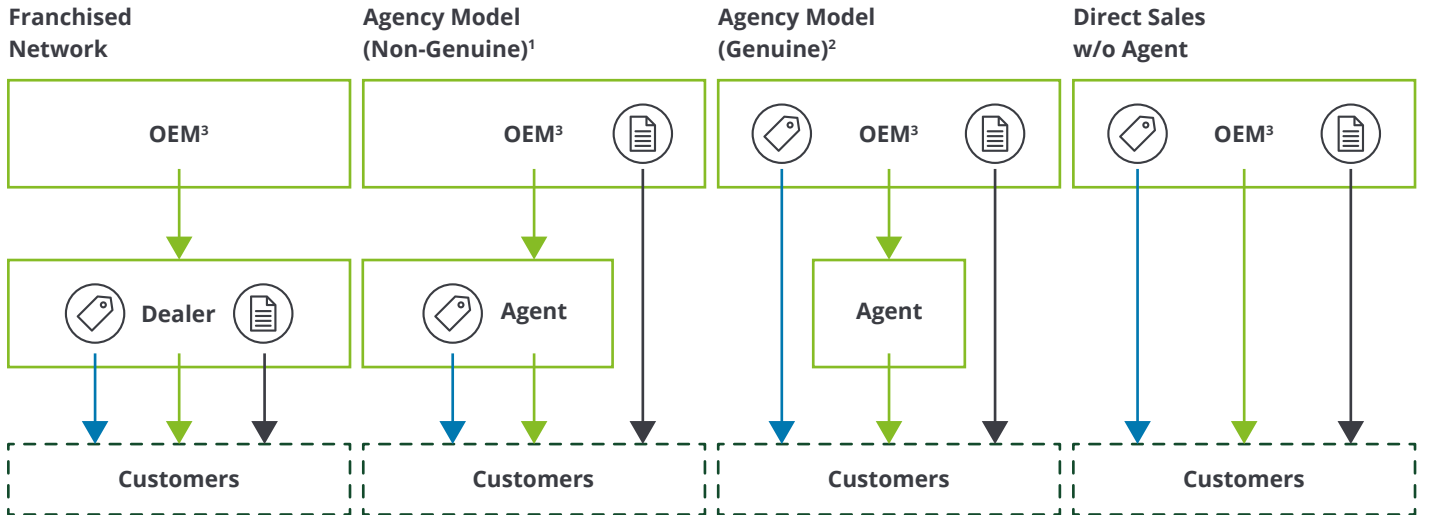 Franchised
Network
Agency Model
(Non-Genuine)¹
Agency Model
(Genuine)²
Direct Sales
w/o Agent
OEM³
OEM³
OEM³
OEM³
Dealer
Agent
Agent
Customers
Customers
Customers
Customers